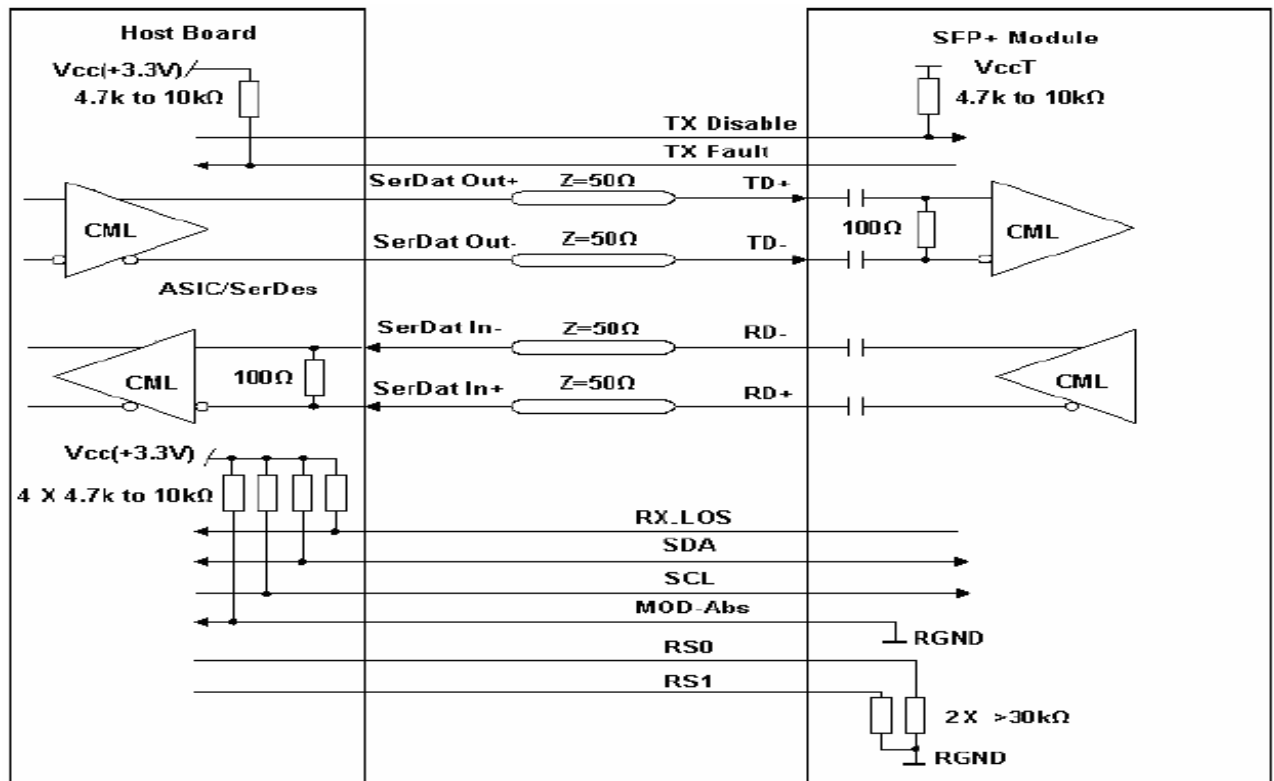 Host Board
SFP+ Module
Vcc(+3.3V)
4.7k to 10kΩ
VccT
4.7k to 10kΩ
TX Disable
TX Fault
SerDat Out+
Z=50Ω
TD+
CML
100Ω
CML
SerDat Out-
Z=50Ω
TD-
ASIC/SerDes
SerDat In-
Z=50Ω
RD-
CML
100Ω
CML
SerDat In+
Z=50Ω
RD+
Vcc(+3.3V)
4 X 4.7k to 10kΩ
RX_LOS
SDA
SCL
MOD-Abs
RGND
RS0
RS1
2X >30kΩ
RGND